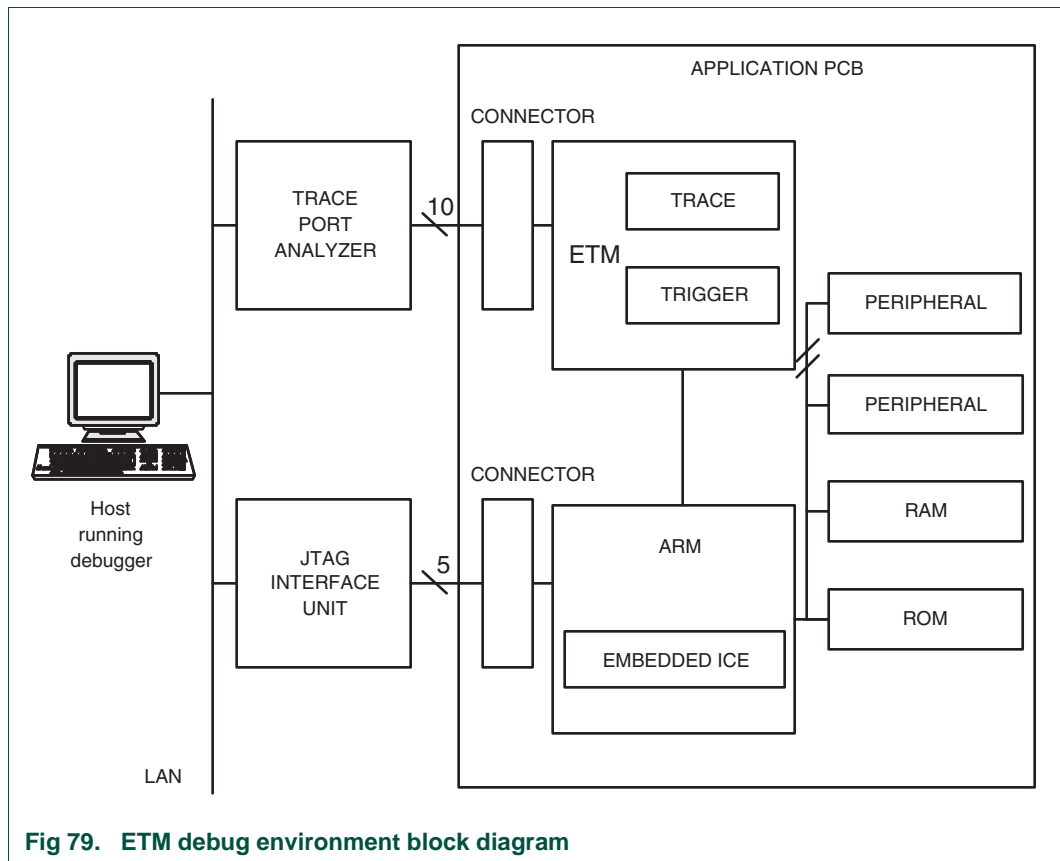 APPLICATION PCB
CONNECTOR
TRACE
PORT
ANALYZER
10
ETM
TRACE
TRIGGER
PERIPHERAL
PERIPHERAL
Host
running
debugger
CONNECTOR
JTAG
INTERFACE
UNIT
5
ARM
EMBEDDED ICE
RAM
ROM
LAN
Fig 79. ETM debug environment block diagram